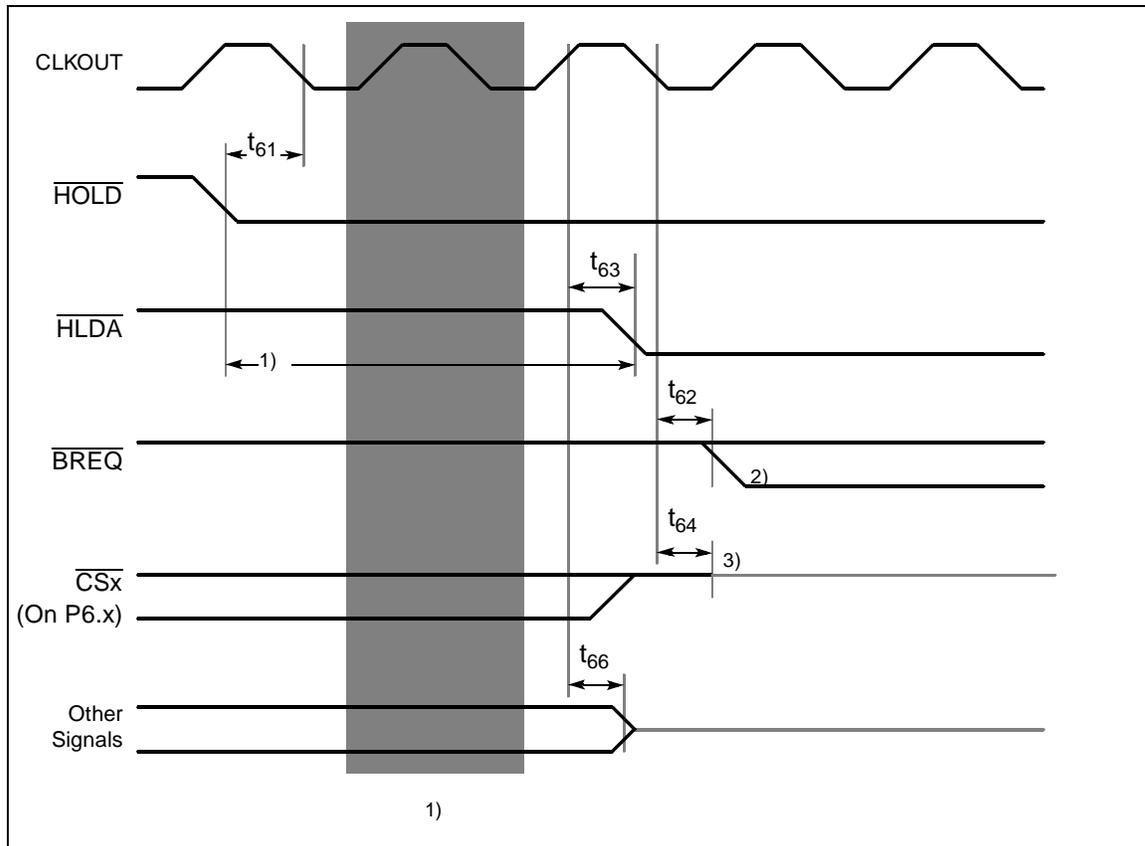 CLKOUT
t61
HOLD
t63
HLDA
1)
t62
BREQ
2)
t64
3)
CSx
(On P6.x)
t66
Other
Signals
1)